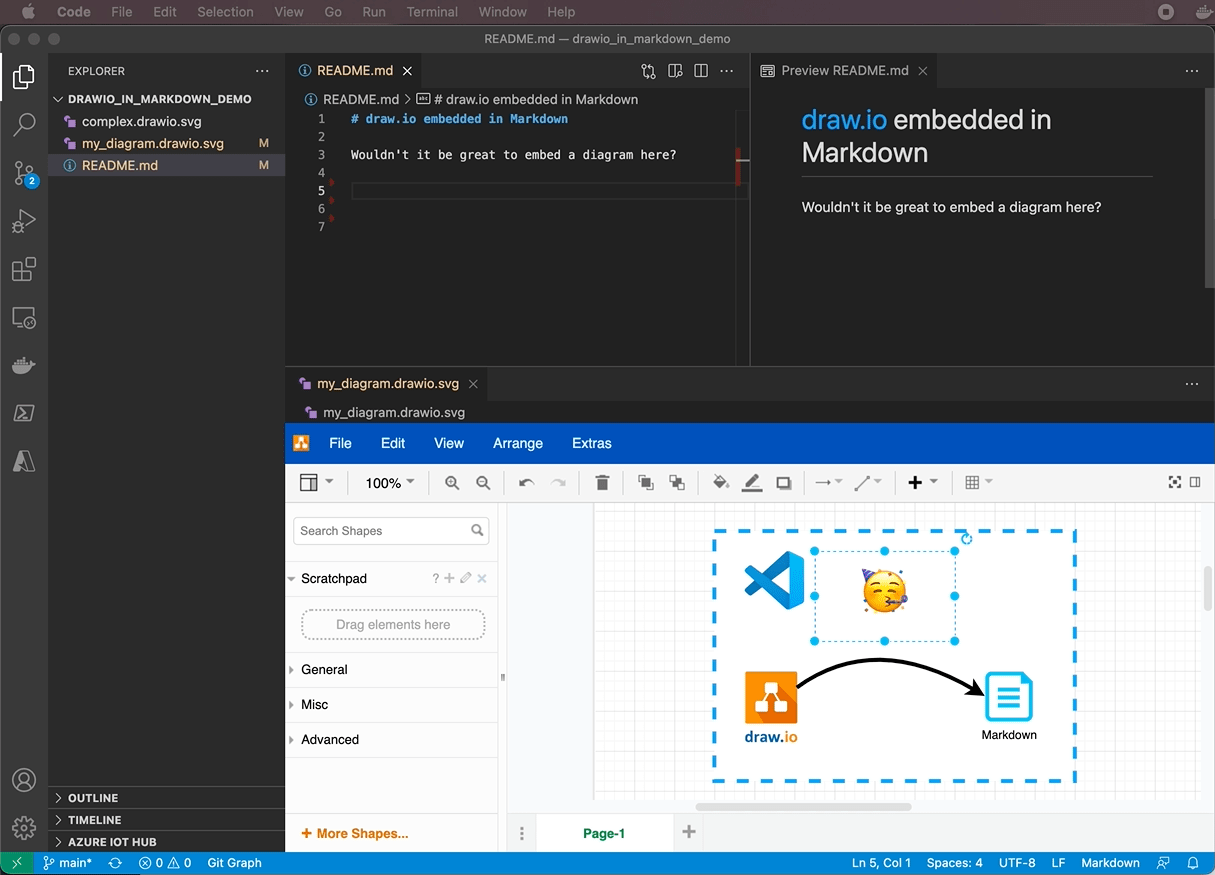 Code File Edit Selection View Go Run Terminal Window Help
README.md — drawio_in_markdown_demo
EXPLORER
DRAWIO_IN_MARKDOWN_DEMO
complex.drawio.svg
my_diagram.drawio.svg M
README.md M
2
OUTLINE
TIMELINE
AZURE IOT HUB
README.md
README.md > # draw.io embedded in Markdown
1 # draw.io embedded in Markdown
2
3 Wouldn't it be great to embed a diagram here?
4
5
6
7
Preview README.md
draw.io embedded in
Markdown
Wouldn't it be great to embed a diagram here?
my_diagram.drawio.svg
my_diagram.drawio.svg
File Edit View Arrange Extras
100%
Search Shapes
Scratchpad ?
Drag elements here
General
Misc
Advanced
+ More Shapes...
draw.io
Markdown
Page-1
main* 0 0 Git Graph Ln 5, Col 1 Spaces: 4 UTF-8 LF Markdown